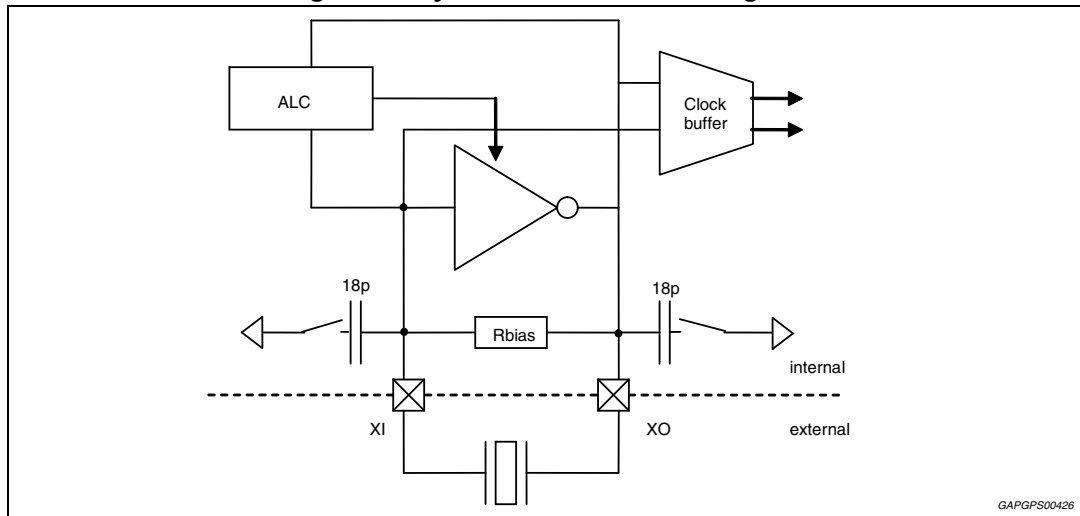 ALC
Clock
buffer
18p
18p
Rbias
internal
XI
XO
external
GAPGPS00426